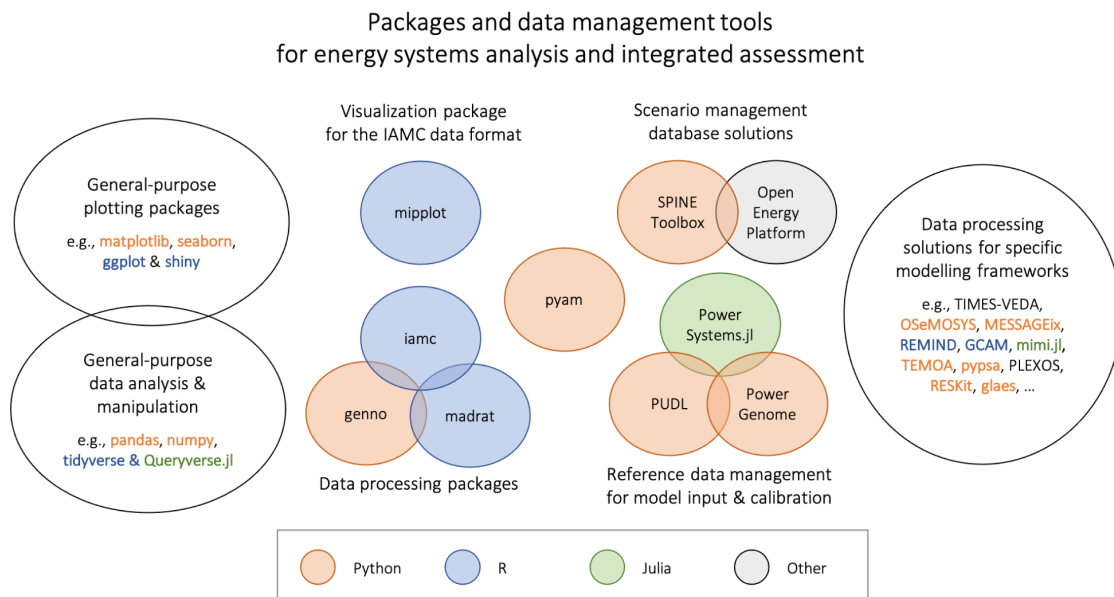 Packages and data management tools
for energy systems analysis and integrated assessment
General-purpose
plotting packages
e.g., matplotlib, seaborn,
ggplot & shiny
General-purpose
data analysis &
manipulation
e.g., pandas, numpy,
tidyverse & Queryverse.jl
Visualization package
for the IAMC data format
mipplot
iamc
genno
madrat
Data processing packages
pyam
Scenario management
database solutions
SPINE
Toolbox
Open
Energy
Platform
Power
Systems.jl
PUDL
Power
Genome
Reference data management
for model input & calibration
Data processing
solutions for specific
modelling frameworks
e.g., TIMES-VEDA,
OSeMOSYS, MESSAGEix,
REMIND, GCAM, mimi.jl,
TEMOA, pypsa, PLEXOS,
RESKit, glaes, ...
Python
R
Julia
Other